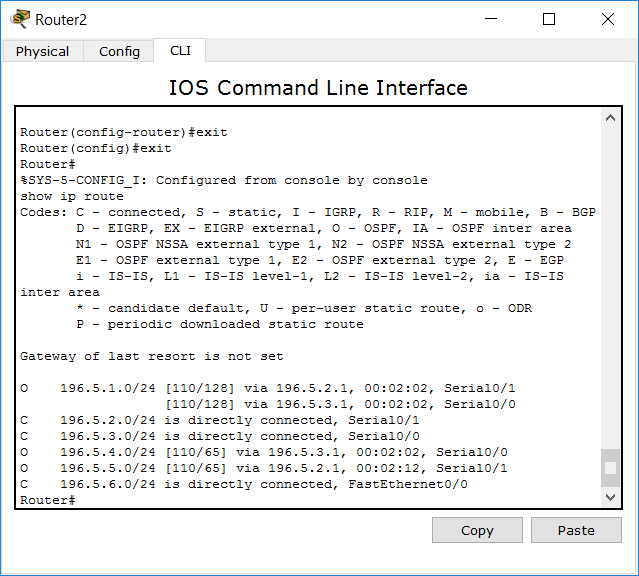 Router2
Physical Config CLI
IOS Command Line Interface
Router(config-router)#exit
Router(config)#exit
Router#
%SYS-5-CONFIG_I: Configured from console by console
show ip route
Codes: C - connected, S - static, I - IGRP, R - RIP, M - mobile, B - BGP
       D - EIGRP, EX - EIGRP external, O - OSPF, IA - OSPF inter area
       N1 - OSPF NSSA external type 1, N2 - OSPF NSSA external type 2
       E1 - OSPF external type 1, E2 - OSPF external type 2, E - EGP
       i - IS-IS, L1 - IS-IS level-1, L2 - IS-IS level-2, ia - IS-IS
inter area
       * - candidate default, U - per-user static route, o - ODR
       P - periodic downloaded static route
Gateway of last resort is not set
O    196.5.1.0/24 [110/128] via 196.5.2.1, 00:02:02, Serial0/1
                  [110/128] via 196.5.3.1, 00:02:02, Serial0/0
C    196.5.2.0/24 is directly connected, Serial0/1
C    196.5.3.0/24 is directly connected, Serial0/0
O    196.5.4.0/24 [110/65] via 196.5.3.1, 00:02:02, Serial0/0
O    196.5.5.0/24 [110/65] via 196.5.2.1, 00:02:12, Serial0/1
C    196.5.6.0/24 is directly connected, FastEthernet0/0
Router#
Copy Paste